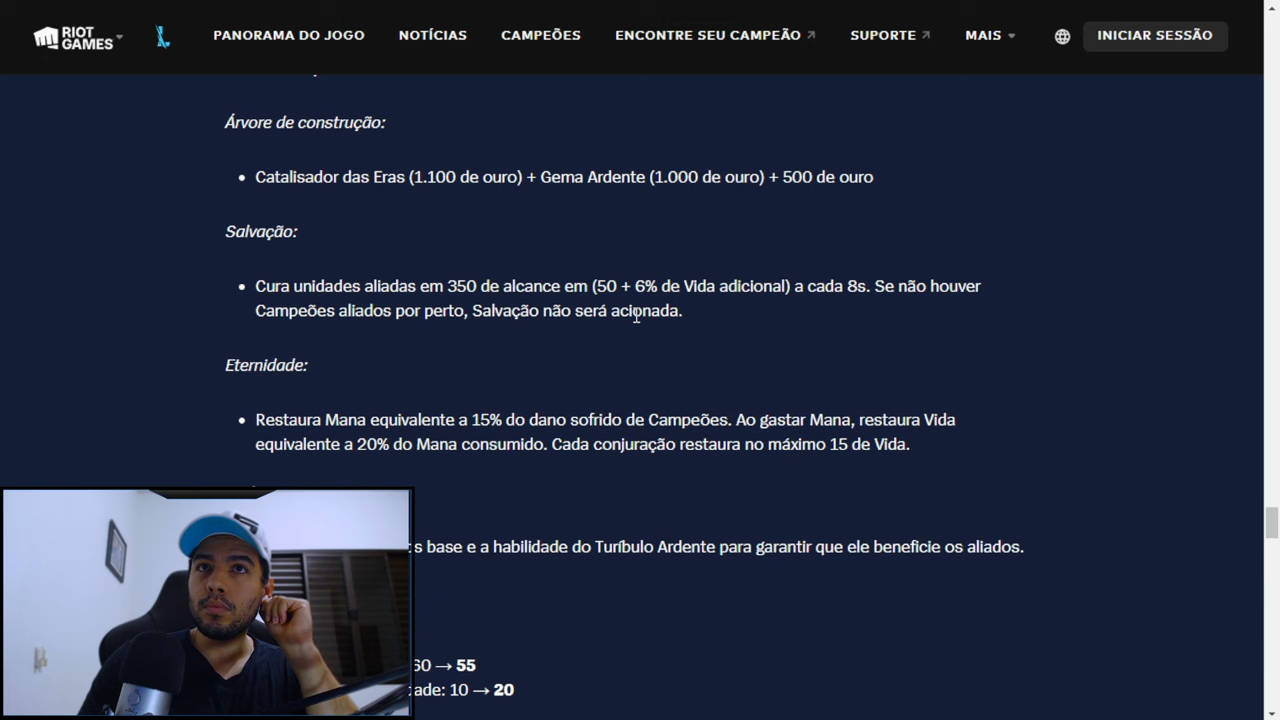 RIOT GAMES PANORAMA DO JOGO NOTÍCIAS CAMPEÕES ENCONTRE SEU CAMPEÃO SUPORTE MAIS INICIAR SESSÃO
Árvore de construção:
Catalisador das Eras (1.100 de ouro) + Gema Ardente (1.000 de ouro) + 500 de ouro
Salvação:
Cura unidades aliadas em 350 de alcance em (50 + 6% de Vida adicional) a cada 8s. Se não houver
Campeões aliados por perto, Salvação não será acionada.
Eternidade:
Restaura Mana equivalente a 15% do dano sofrido de Campeões. Ao gastar Mana, restaura Vida
equivalente a 20% do Mana consumido. Cada conjuração restaura no máximo 15 de Vida.
s base e a habilidade do Turíbulo Ardente para garantir que ele beneficie os aliados.
60 → 55
tade: 10 → 20